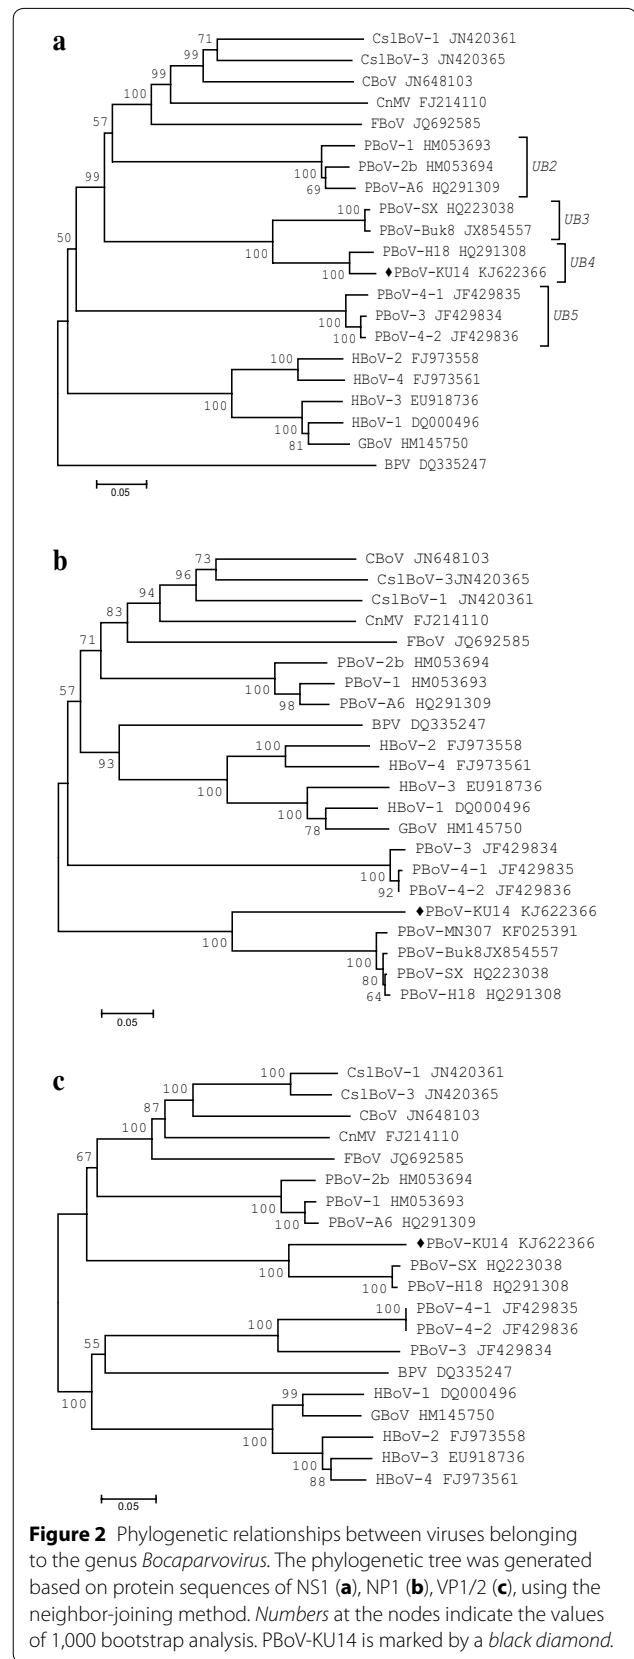 a
71
CslBoV-1 JN420361
99
CslBoV-3 JN420365
99
CBoV JN648103
100
CnMV FJ214110
57
FBoV JQ692585
PBoV-1 HM053693
99
100
PBoV-2b HM053694
UB2
69
PBoV-A6 HQ291309
100
PBoV-SX HQ223038
UB3
PBoV-Buk8 JX854557
50
100
PBoV-H18 HQ291308
UB4
100
♦PBoV-KU14 KJ622366
PBoV-4-1 JF429835
100
PBoV-3 JF429834
UB5
100
PBoV-4-2 JF429836
100
HBoV-2 FJ973558
HBoV-4 FJ973561
100
HBoV-3 EU918736
100
HBoV-1 DQ000496
81
GBoV HM145750
BPV DQ335247
0.05
b
73
CBoV JN648103
96
CslBoV-3JN420365
94
CslBoV-1 JN420361
83
CnMV FJ214110
71
FBoV JQ692585
PBoV-2b HM053694
57
100
PBoV-1 HM053693
98
PBoV-A6 HQ291309
BPV DQ335247
93
100
HBoV-2 FJ973558
HBoV-4 FJ973561
100
HBoV-3 EU918736
100
HBoV-1 DQ000496
78
GBoV HM145750
PBoV-3 JF429834
100
PBoV-4-1 JF429835
92
PBoV-4-2 JF429836
♦PBoV-KU14 KJ622366
100
PBoV-MN307 KF025391
100
PBoV-Buk8JX854557
80
PBoV-SX HQ223038
64
PBoV-H18 HQ291308
0.05
c
100
CslBoV-1 JN420361
100
CslBoV-3 JN420365
87
CBoV JN648103
100
CnMV FJ214110
67
FBoV JQ692585
PBoV-2b HM053694
100
PBoV-1 HM053693
100
PBoV-A6 HQ291309
♦PBoV-KU14 KJ622366
100
PBoV-SX HQ223038
100
PBoV-H18 HQ291308
100
PBoV-4-1 JF429835
100
PBoV-4-2 JF429836
55
PBoV-3 JF429834
BPV DQ335247
100
99
HBoV-1 DQ000496
GBoV HM145750
100
HBoV-2 FJ973558
100
HBoV-3 EU918736
88
HBoV-4 FJ973561
0.05
Figure 2 Phylogenetic relationships between viruses belonging
to the genus Bocaparvovirus. The phylogenetic tree was generated
based on protein sequences of NS1 (a), NP1 (b), VP1/2 (c), using the
neighbor-joining method. Numbers at the nodes indicate the values
of 1,000 bootstrap analysis. PBoV-KU14 is marked by a black diamond.